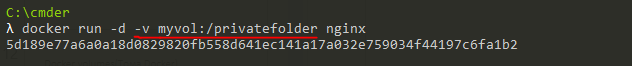 C:\cmder
λ docker run -d -v myvol:/privatefolder nginx
5d189e77a6a0a18d0829820fb558d641ec141a17a032e759034f44197c6fa1b2